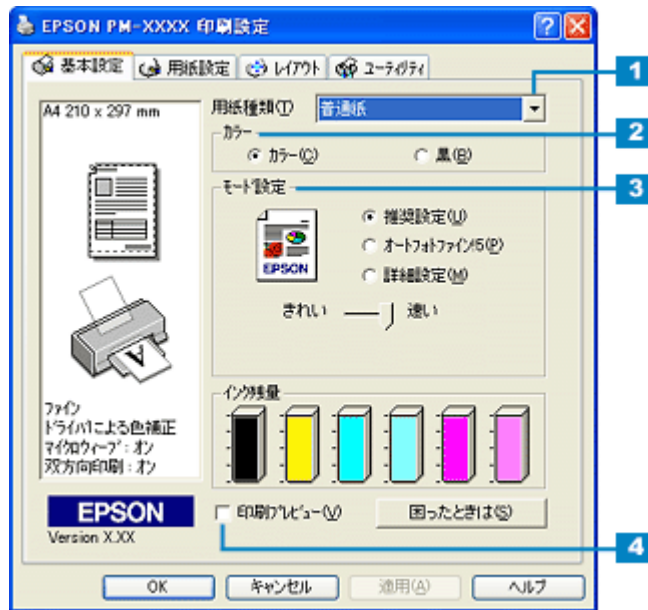 EPSON PM-XXXX 印刷設定
基本設定 用紙設定 レイアウト ユーティリティ
A4 210 x 297 mm
用紙種類(T) 普通紙
1
カラー
2
カラー(C) 黒(B)
モード設定
3
推奨設定(U)
オートフォトファイン!5(P)
詳細設定(M)
EPSON
きれい 速い
A
インク残量
ファイン
ドライバによる色補正
マイクロウィーブ：オン
双方向印刷：オン
EPSON
Version X.XX
印刷プレビュー(V) 困ったときは(S)
4
OK キャンセル 適用(A) ヘルプ